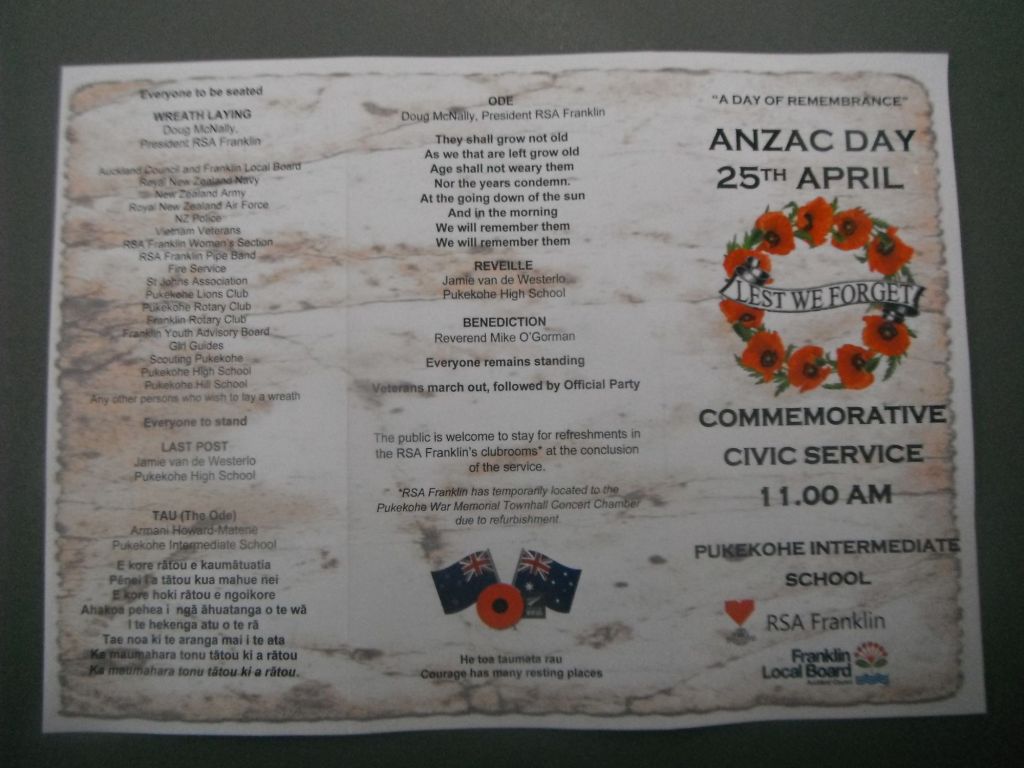 Everyone to be seated
WREATH LAYING
Doug McNally,
President RSA Franklin
Auckland Council and Franklin Local Board
Royal New Zealand Navy
New Zealand Army
Royal New Zealand Air Force
NZ Police
Vietnam Veterans
RSA Franklin Women's Section
RSA Franklin Pipe Band
Fire Service
St Johns Association
Pukekohe Lions Club
Pukekohe Rotary Club
Franklin Rotary Club
Franklin Youth Advisory Board
Girl Guides
Scouting Pukekohe
Pukekohe High School
Pukekohe Hill School
Any other persons who wish to lay a wreath
Everyone to stand
LAST POST
Jamie van de Westerlo
Pukekohe High School
TAU (The Ode)
Armani Howard-Matene
Pukekohe Intermediate School
E kore rātou e kaumātuatia
Pēnei i a tātou kua mahue nei
E kore hoki rātou e ngoikore
Ahakoa pehea i ngā āhuatanga o te wā
I te hekenga atu o te rā
Tae noa ki te aranga mai i te ata
Ka maumahara tonu tātou ki a rātou
Ka maumahara tonu tātou ki a rātou.
ODE
Doug McNally, President RSA Franklin
They shall grow not old
As we that are left grow old
Age shall not weary them
Nor the years condemn.
At the going down of the sun
And in the morning
We will remember them
We will remember them
REVEILLE
Jamie van de Westerlo
Pukekohe High School
BENEDICTION
Reverend Mike O'Gorman
Everyone remains standing
Veterans march out, followed by Official Party
The public is welcome to stay for refreshments in
the RSA Franklin's clubrooms* at the conclusion
of the service.
*RSA Franklin has temporarily located to the
Pukekohe War Memorial Townhall Concert Chamber
due to refurbishment.
He toa taumata rau
Courage has many resting places
"A DAY OF REMEMBRANCE"
ANZAC DAY
25TH APRIL
LEST WE FORGET
COMMEMORATIVE
CIVIC SERVICE
11.00 AM
PUKEKOHE INTERMEDIATE
SCHOOL
RSA Franklin
Franklin
Local Board
Auckland Council